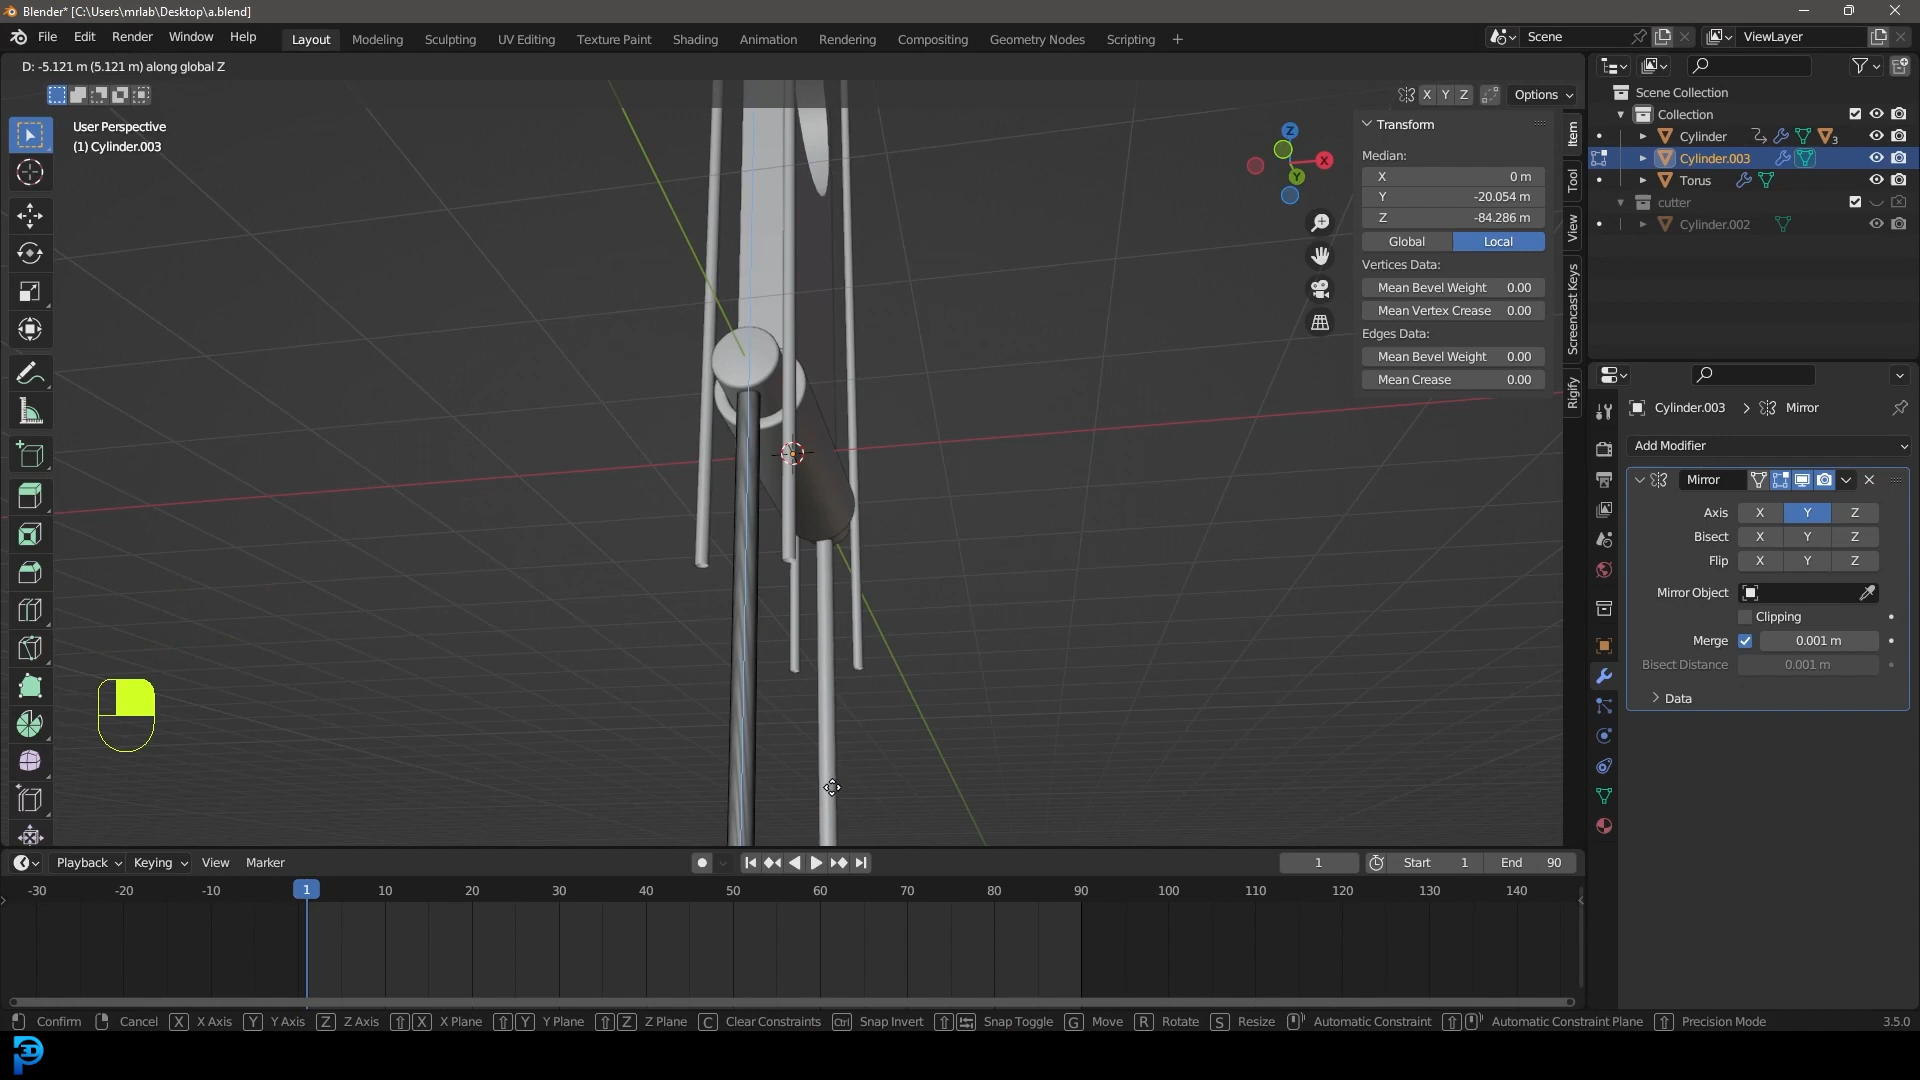 Blender* [C:\Users\mrlab\Desktop\a.blend]
File Edit Render Window Help Layout Modeling Sculpting UV Editing Texture Paint Shading Animation Rendering Compositing Geometry Nodes Scripting + Scene ViewLayer
D: -5.121 m (5.121 m) along global Z
X Y Z Options
User Perspective
(1) Cylinder.003
Z
X
Y
Transform
Median:
X 0 m
Y -20.054 m
Z -84.286 m
Global Local
Vertices Data:
Mean Bevel Weight 0.00
Mean Vertex Crease 0.00
Edges Data:
Mean Bevel Weight 0.00
Mean Crease 0.00
Item
Tool
View
Screencast Keys
Rigify
Scene Collection
Collection
Cylinder 3
Cylinder.003
Torus
cutter
Cylinder.002
Cylinder.003 > Mirror
Add Modifier
Mirror
Axis X Y Z
Bisect X Y Z
Flip X Y Z
Mirror Object
Clipping
Merge 0.001 m
Bisect Distance 0.001 m
Data
Playback Keying View Marker 1 Start 1 End 90
-30 -20 -10 1 10 20 30 40 50 60 70 80 90 100 110 120 130 140
Confirm Cancel X X Axis Y Y Axis Z Z Axis X X Plane Y Y Plane Z Z Plane C Clear Constraints Ctrl Snap Invert Snap Toggle G Move R Rotate S Resize Automatic Constraint Automatic Constraint Plane Precision Mode 3.5.0
3D